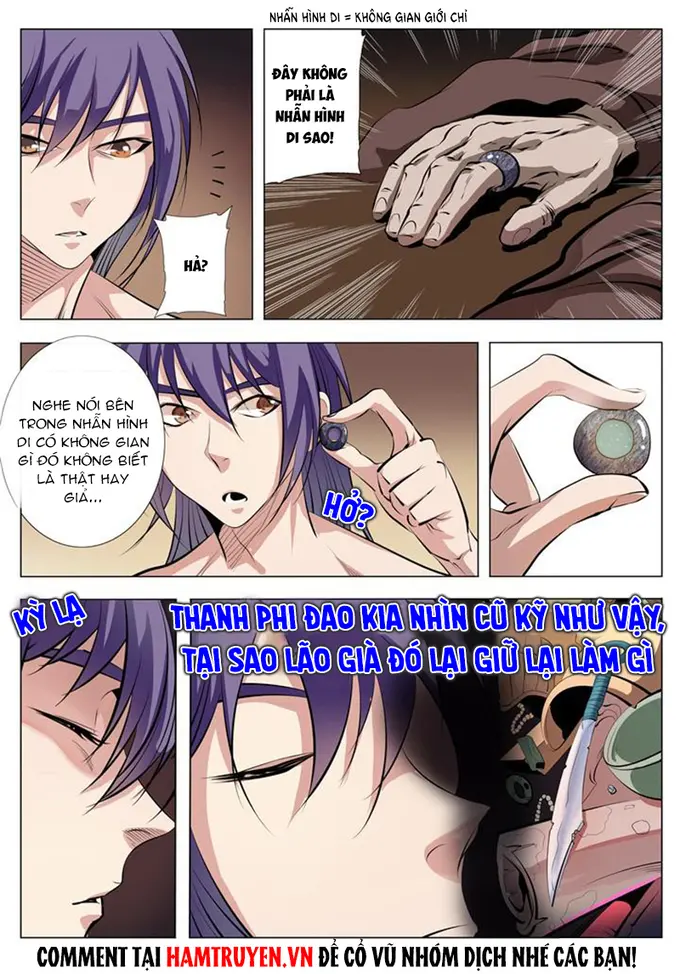 NHẪN HÌNH DI = KHÔNG GIAN GIỚI CHỈ
ĐÂY KHÔNG
PHẢI LÀ
NHẪN HÌNH
DI SAO!
HẢ?
NGHE NÓI BÊN
TRONG NHẪN HÌNH
DI CÓ KHÔNG GIAN
GÌ ĐÓ KHÔNG BIẾT
LÀ THẬT HAY
GIẢ...
HỞ?
KỲ LẠ
THANH PHI ĐAO KIA NHÌN CŨ KỸ NHƯ VẬY,
TẠI SAO LÃO GIÀ ĐÓ LẠI GIỮ LẠI LÀM GÌ
COMMENT TẠI HAMTRUYEN.VN ĐỂ CỔ VŨ NHÓM DỊCH NHÉ CÁC BẠN!